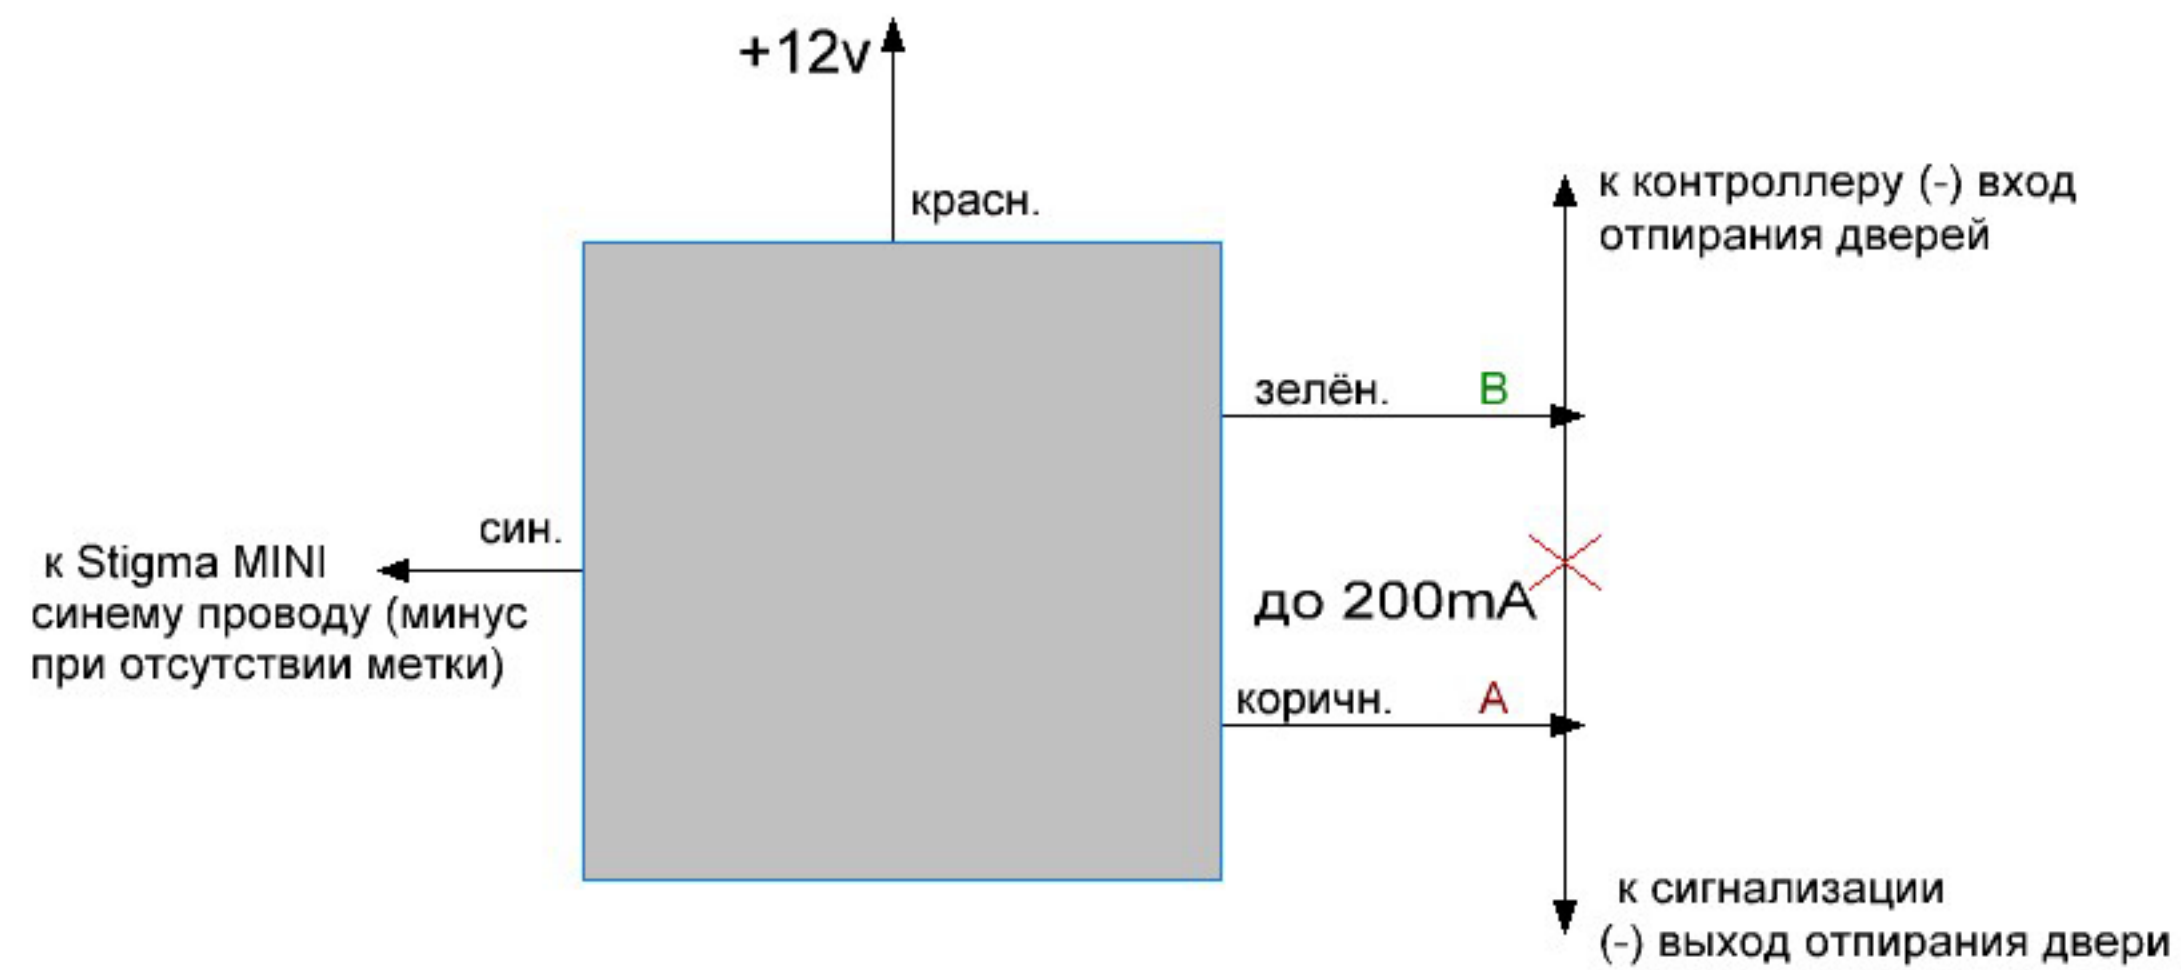 +12v
красн.
к контроллеру (-) вход
отпирания дверей
зелён. B
син.
к Stigma MINI
синему проводу (минус
при отсутствии метки)
до 200mA
коричн. A
к сигнализации
(-) выход отпирания двери